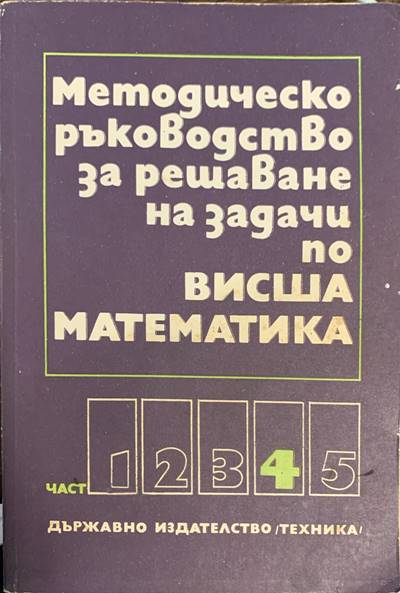 Методическо
ръководство
за решаване
на задачи
по
ВИСША
МАТЕМАТИКА
ЧАСТ 1 2 3 4 5
ДЪРЖАВНО ИЗДАТЕЛСТВО /ТЕХНИКА/